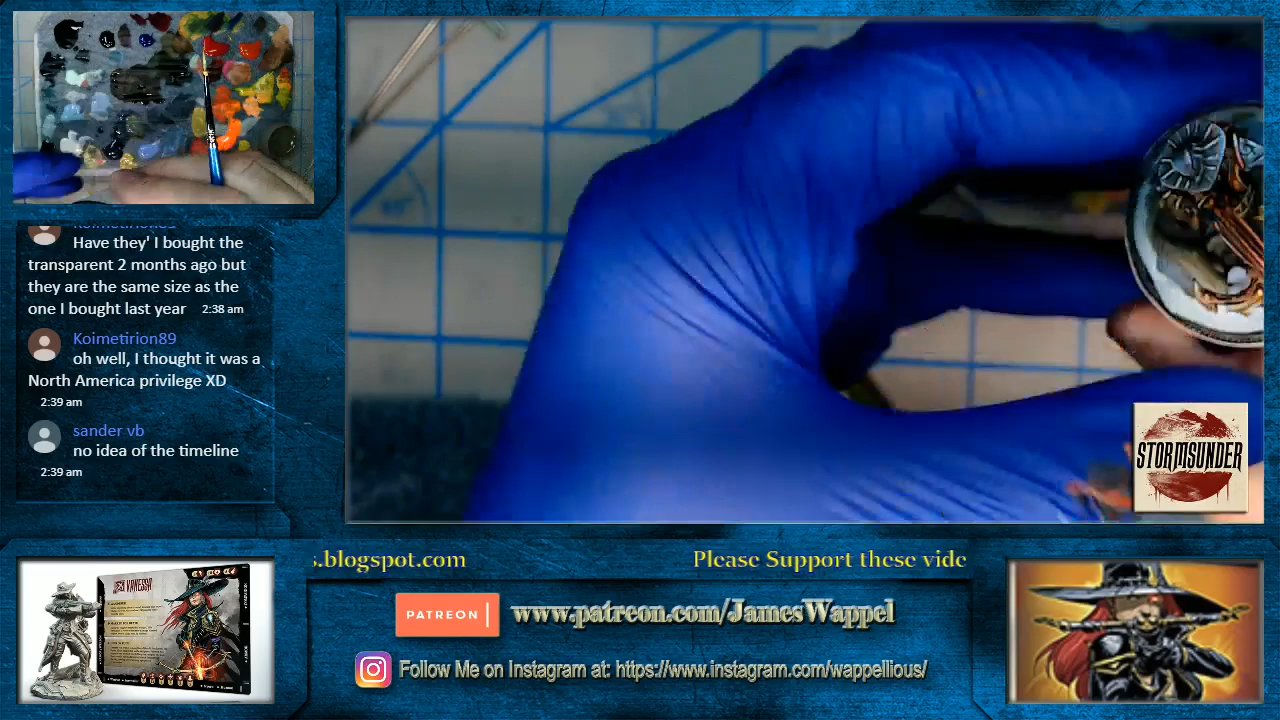 Have they' I bought the
transparent 2 months ago but
they are the same size as the
one I bought last year 2:38 am
Koimetirion89
oh well, I thought it was a
North America privilege XD
2:39 am
sander vb
no idea of the timeline
2:39 am
STORMSUNDER
VANESSA
s.blogspot.com
Please Support these vide
PATREON
www.patreon.com/JamesWappel
Follow Me on Instagram at: https://www.instagram.com/wappellious/